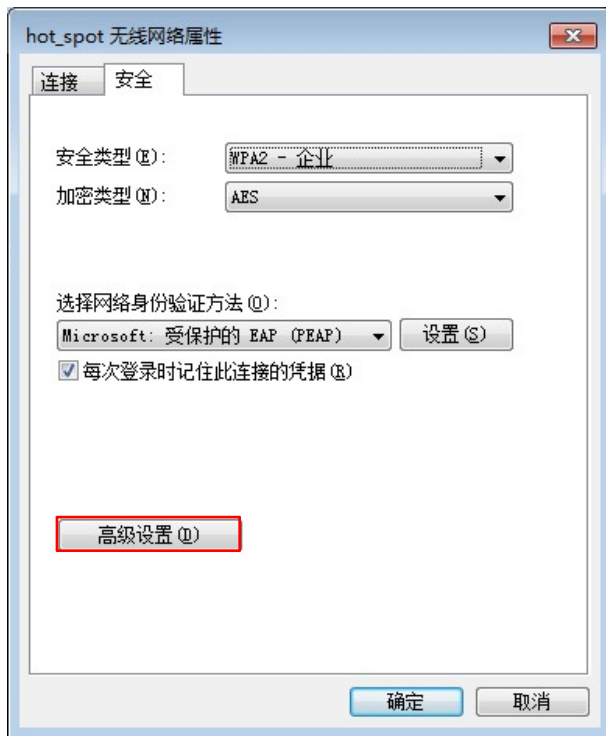 hot_spot 无线网络属性
连接 安全
安全类型(E): WPA2 - 企业
加密类型(N): AES
选择网络身份验证方法(O):
Microsoft: 受保护的 EAP (PEAP) 设置(S)
每次登录时记住此连接的凭据(R)
高级设置(D)
确定 取消